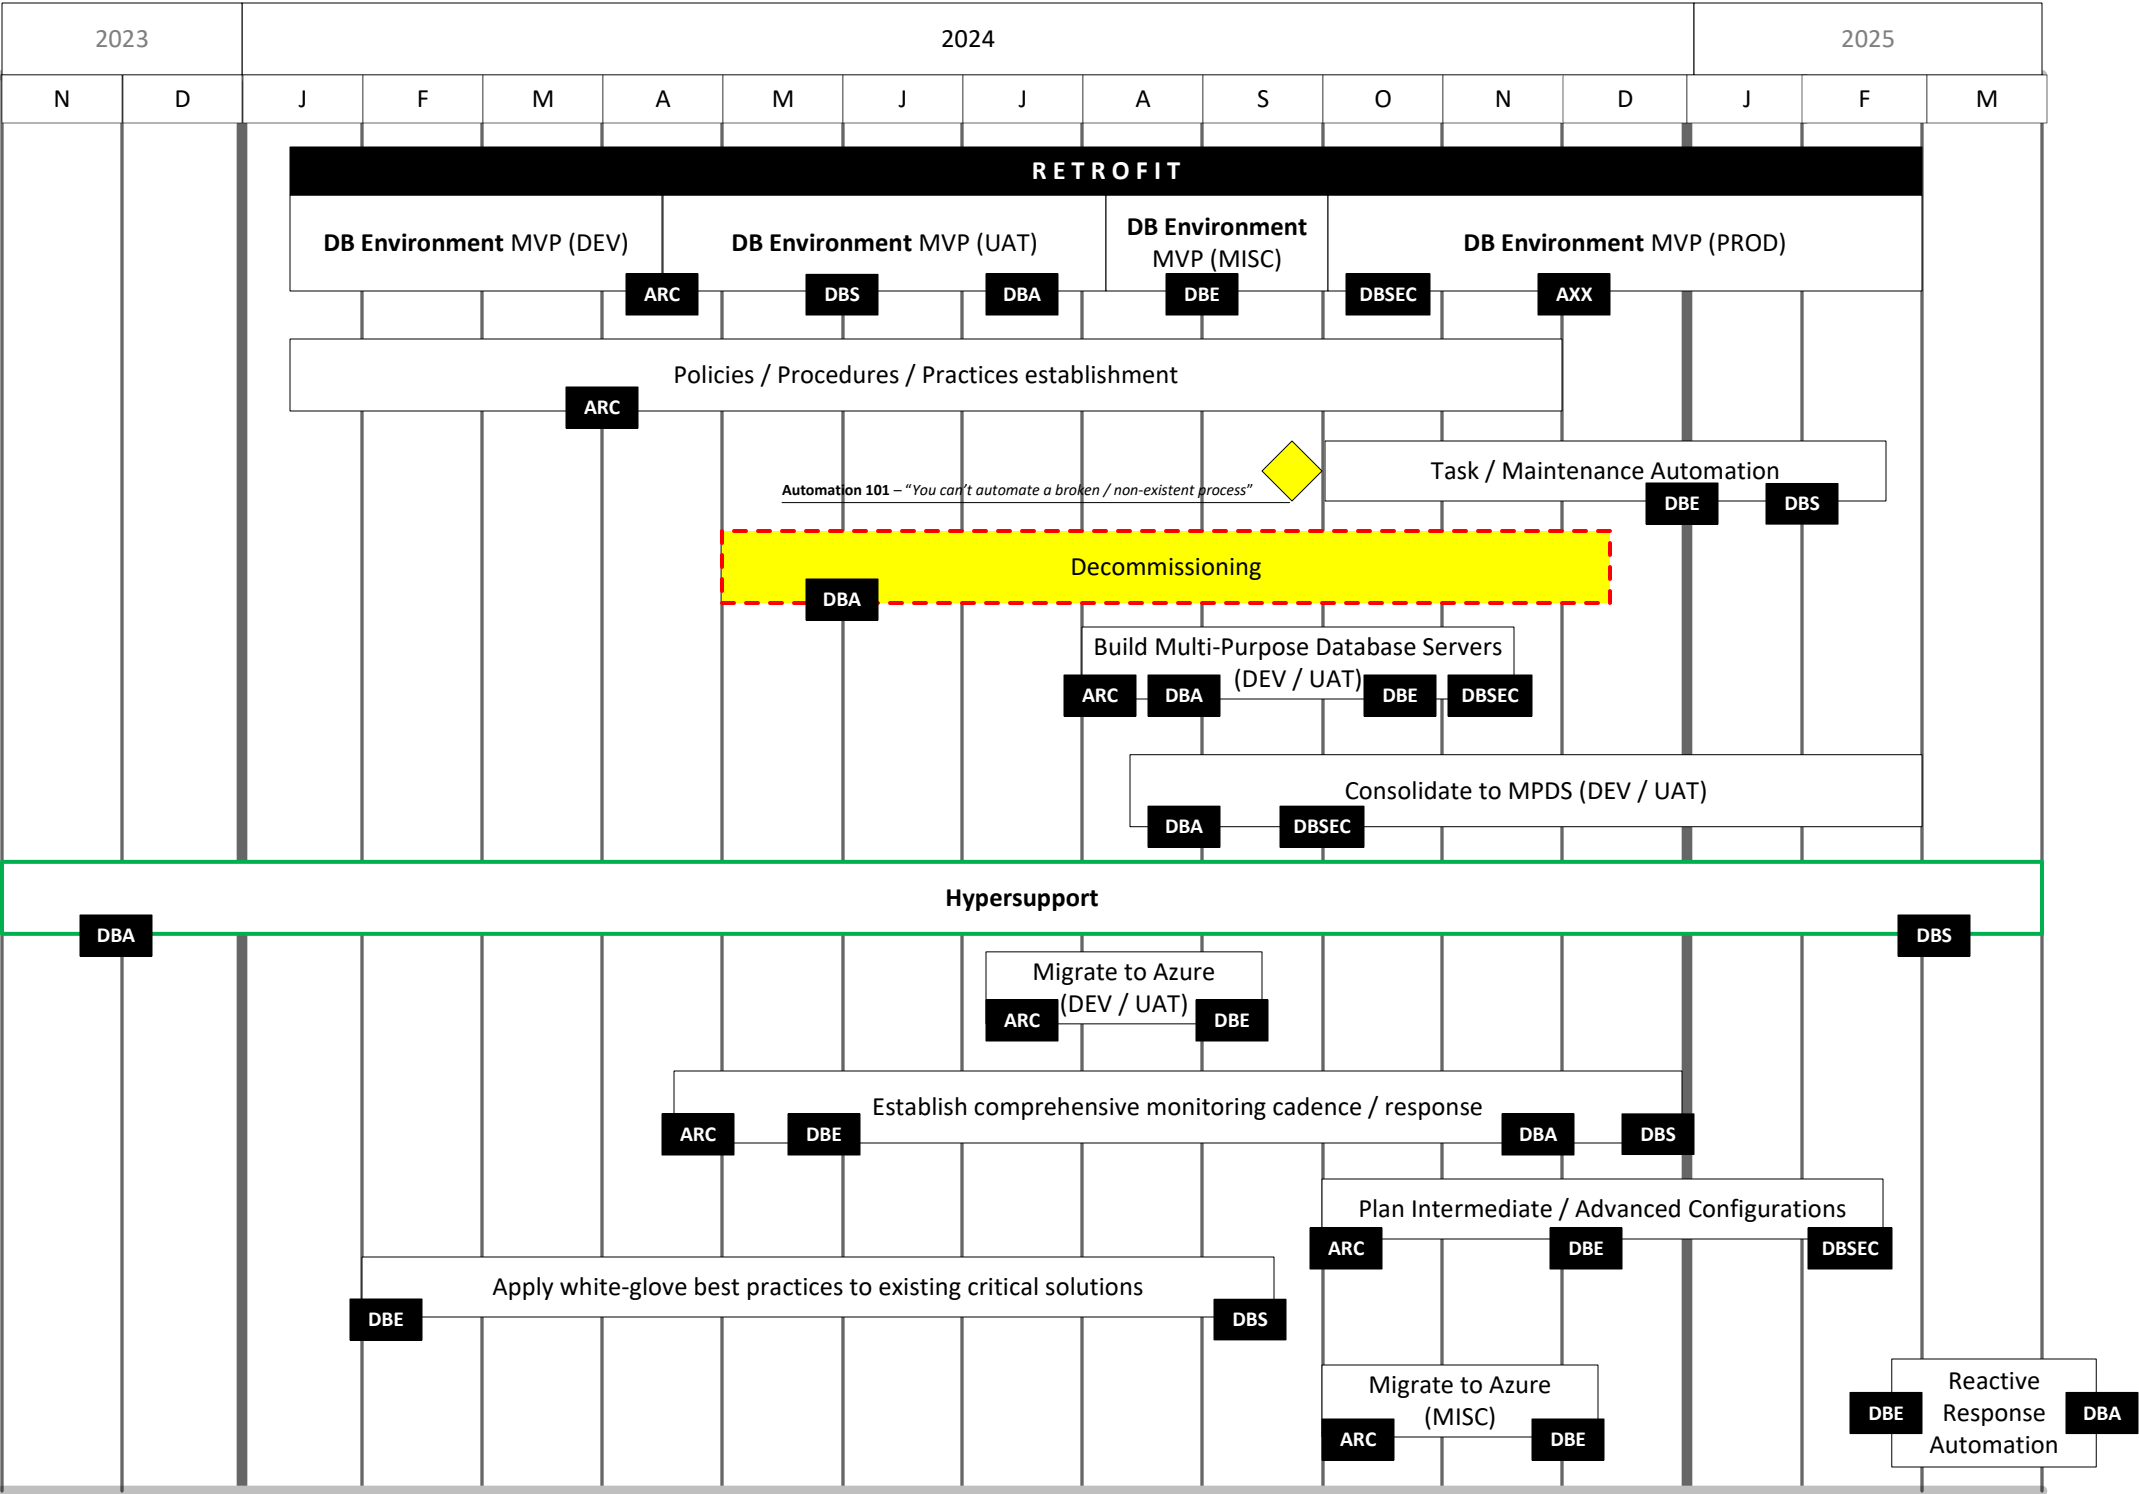 2023
2024
2025
N D J F M A M J J A S O N D J F M
RETROFIT
DB Environment MVP (DEV)
DB Environment MVP (UAT)
DB Environment
MVP (MISC)
DB Environment MVP (PROD)
ARC
DBS
DBA
DBE
DBSEC
AXX
Policies / Procedures / Practices establishment
ARC
Task / Maintenance Automation
Automation 101 – “You can’t automate a broken / non-existent process”
DBE
DBS
Decommissioning
DBA
Build Multi-Purpose Database Servers
(DEV / UAT)
ARC
DBA
DBE
DBSEC
Consolidate to MPDS (DEV / UAT)
DBA
DBSEC
Hypersupport
DBA
DBS
Migrate to Azure
(DEV / UAT)
ARC
DBE
Establish comprehensive monitoring cadence / response
ARC
DBE
DBA
DBS
Plan Intermediate / Advanced Configurations
ARC
DBE
DBSEC
Apply white-glove best practices to existing critical solutions
DBE
DBS
Migrate to Azure
(MISC)
ARC
DBE
Reactive
Response
Automation
DBE
DBA